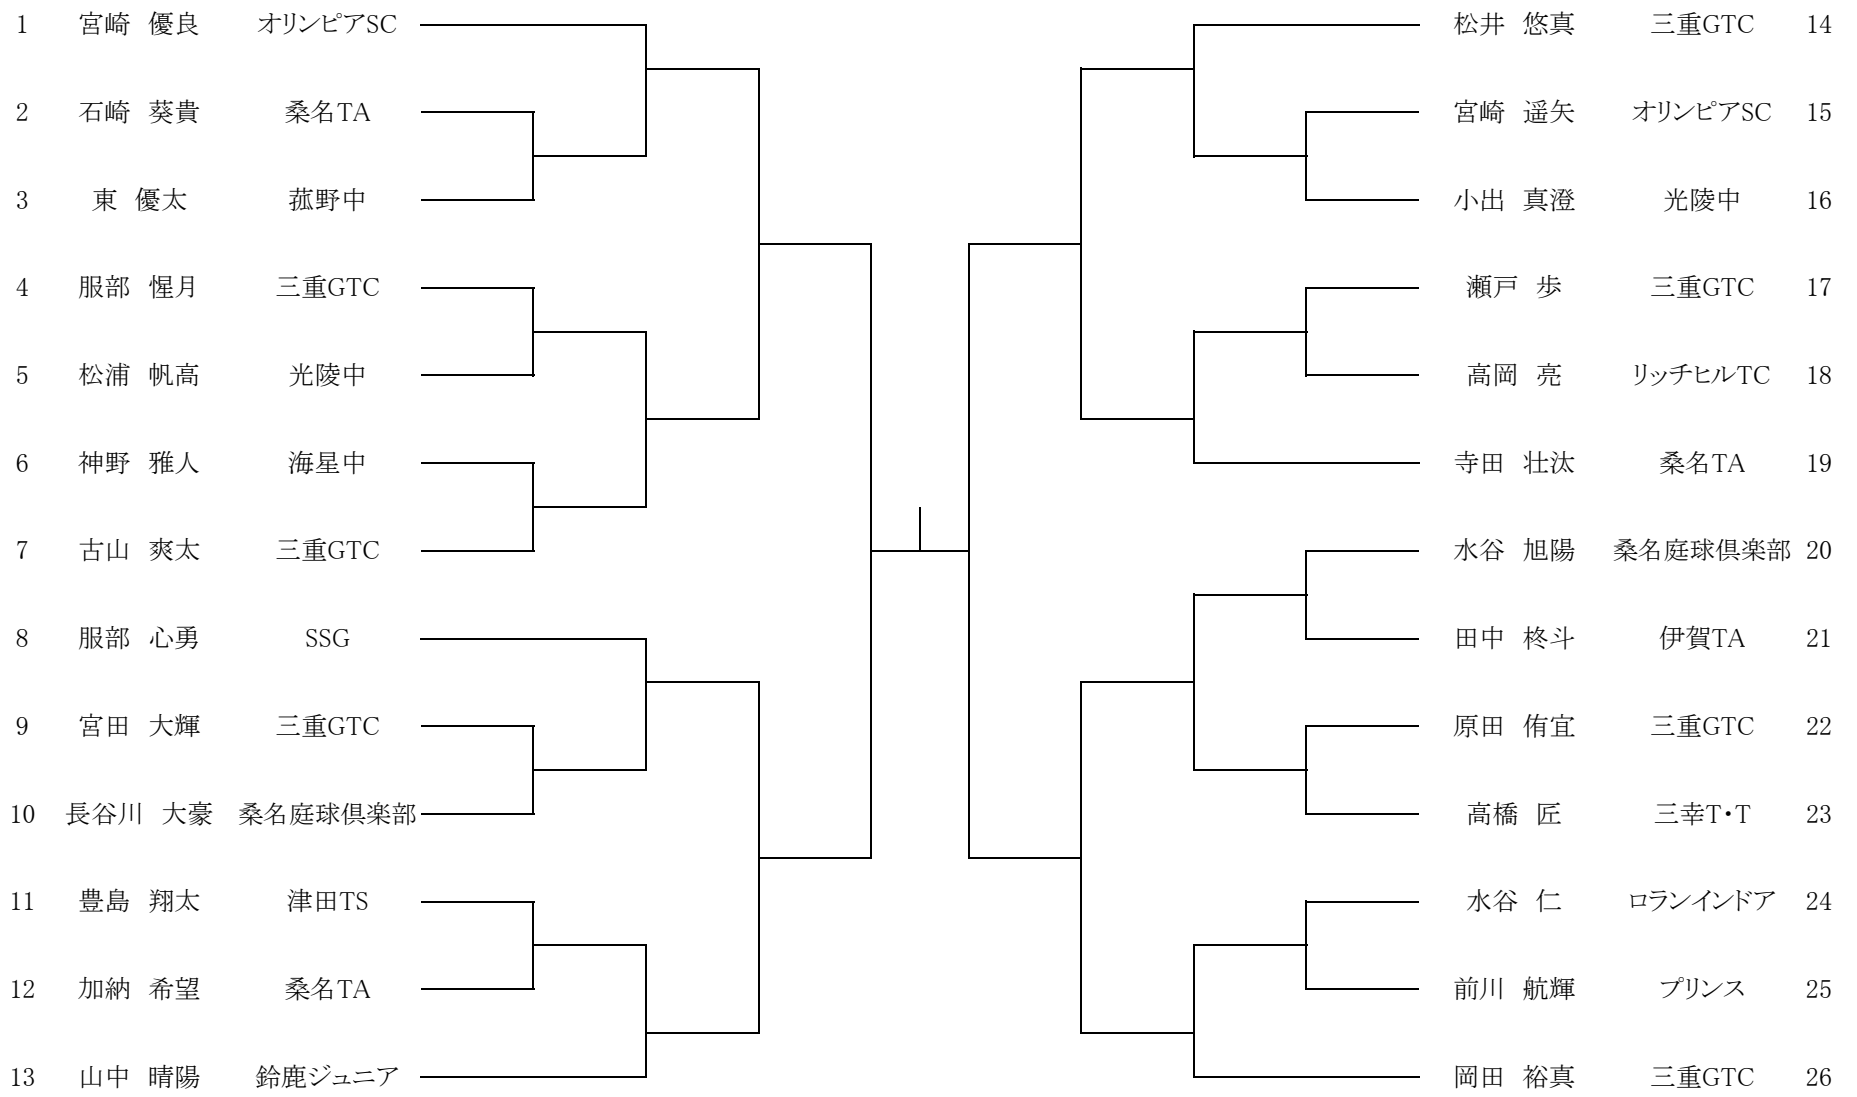 1 宮崎 優良 オリンピアSC
2 石崎 葵貴 桑名TA
3 東 優太 菰野中
4 服部 惺月 三重GTC
5 松浦 帆高 光陵中
6 神野 雅人 海星中
7 古山 爽太 三重GTC
8 服部 心勇 SSG
9 宮田 大輝 三重GTC
10 長谷川 大豪 桑名庭球倶楽部
11 豊島 翔太 津田TS
12 加納 希望 桑名TA
13 山中 晴陽 鈴鹿ジュニア
松井 悠真 三重GTC 14
宮崎 遥矢 オリンピアSC 15
小出 真澄 光陵中 16
瀬戸 歩 三重GTC 17
高岡 亮 リッチヒルTC 18
寺田 壮汰 桑名TA 19
水谷 旭陽 桑名庭球倶楽部 20
田中 柊斗 伊賀TA 21
原田 侑宜 三重GTC 22
高橋 匠 三幸T・T 23
水谷 仁 ロランインドア 24
前川 航輝 プリンス 25
岡田 裕真 三重GTC 26